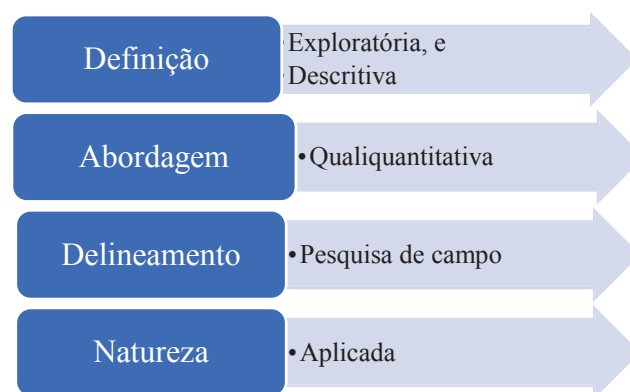 Definição
•Exploratória, e
•Descritiva
Abordagem
•Qualiquantitativa
Delineamento
•Pesquisa de campo
Natureza
•Aplicada